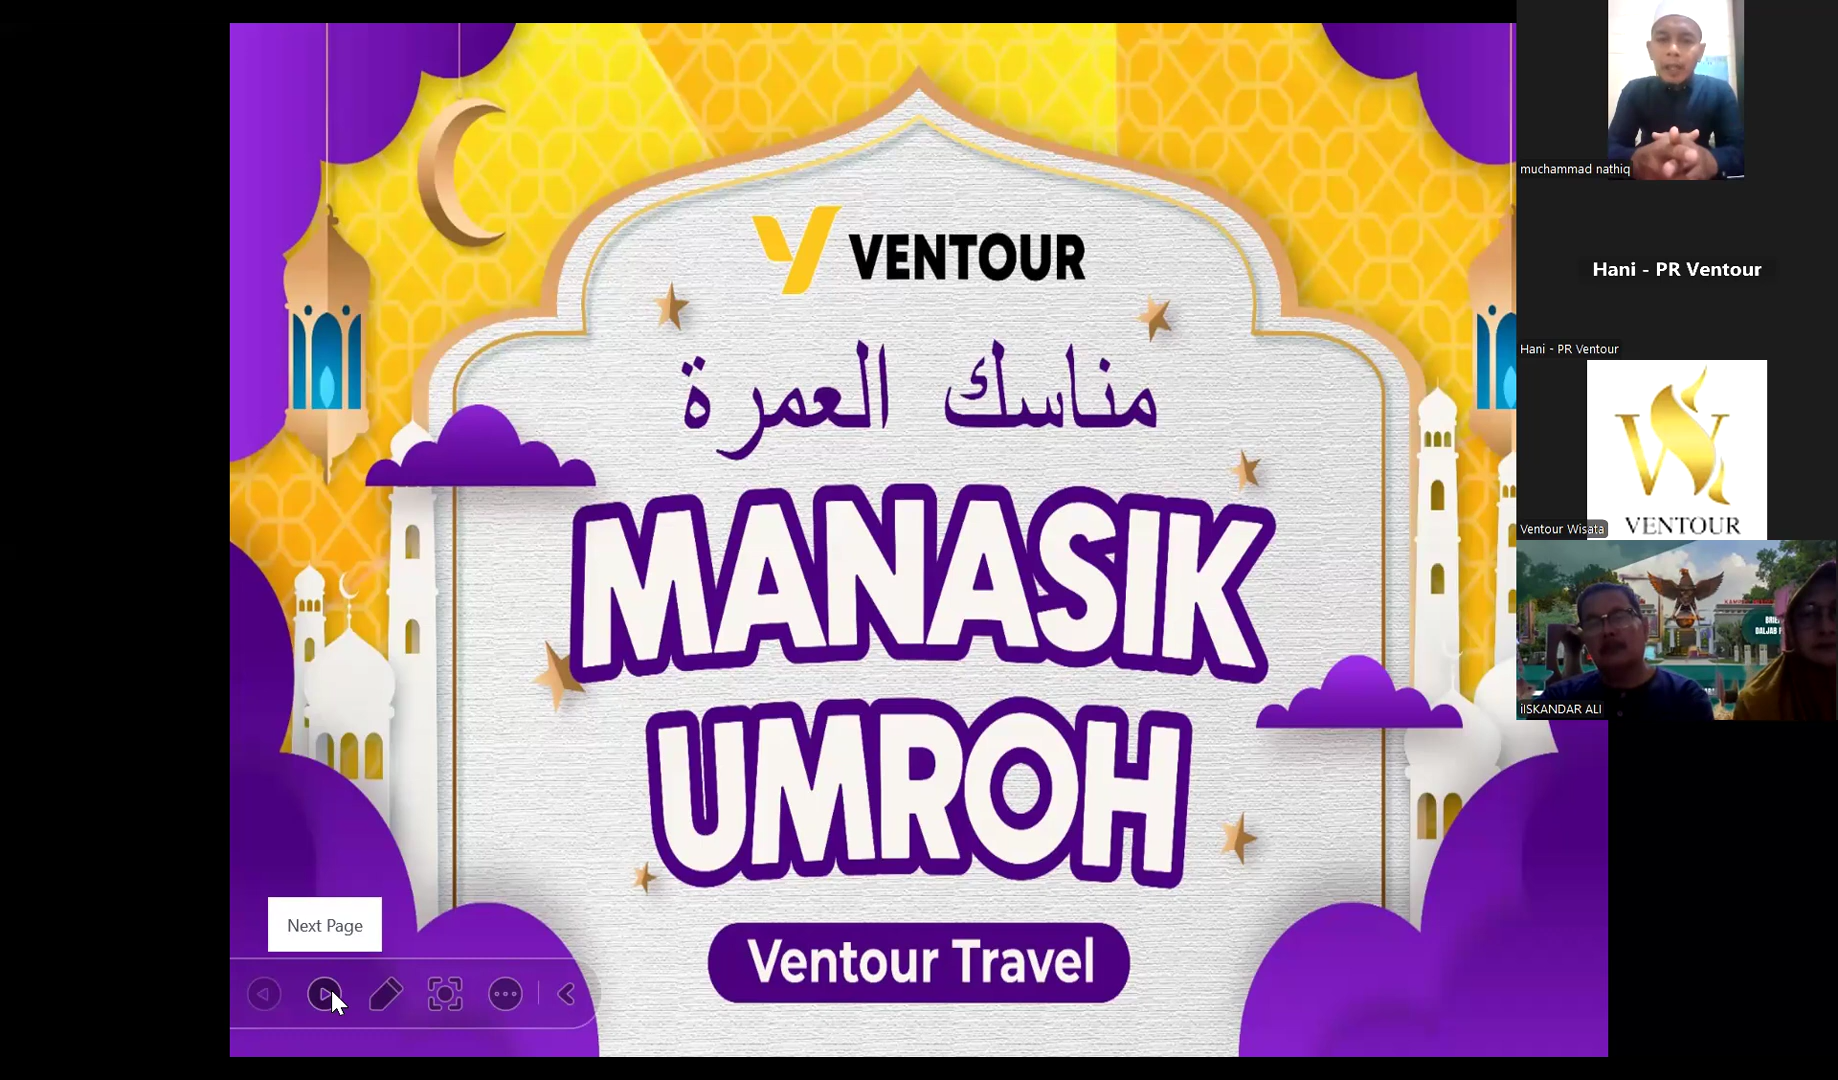 VENTOUR
مناسك العمرة
MANASIK
UMROH
Ventour Travel
Next Page
muchammad nathiq
Hani - PR Ventour
Hani - PR Ventour
VENTOUR
Ventour Wisata
iISKANDAR ALI